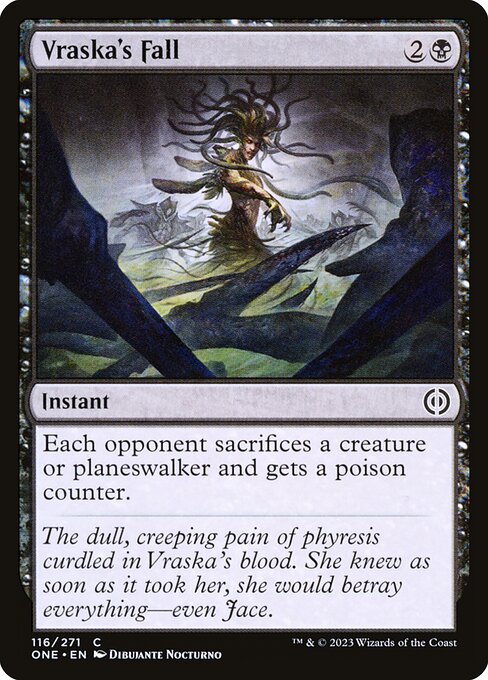 Vraska's Fall 2
Instant
Each opponent sacrifices a creature
or planeswalker and gets a poison
counter.
The dull, creeping pain of phyresis
curdled in Vraska's blood. She knew as
soon as it took her, she would betray
everything—even Jace.
116/271 C
ONE • EN Dibujante Nocturno
™ & © 2023 Wizards of the Coast